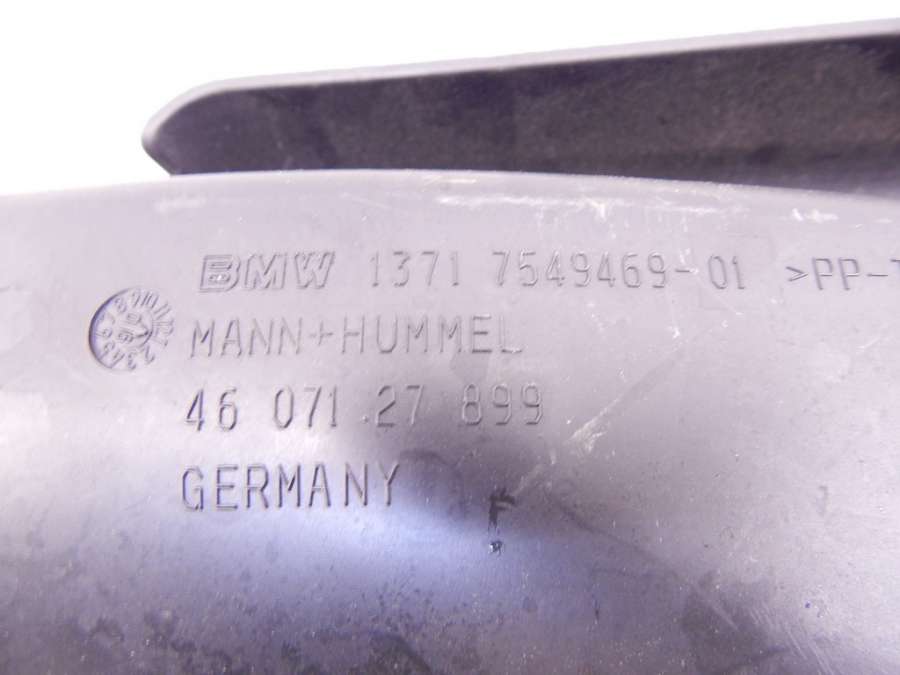 BMW 1371 7549469-01 >PP-T
MANN+HUMMEL
46 071 27 899
GERMANY
F